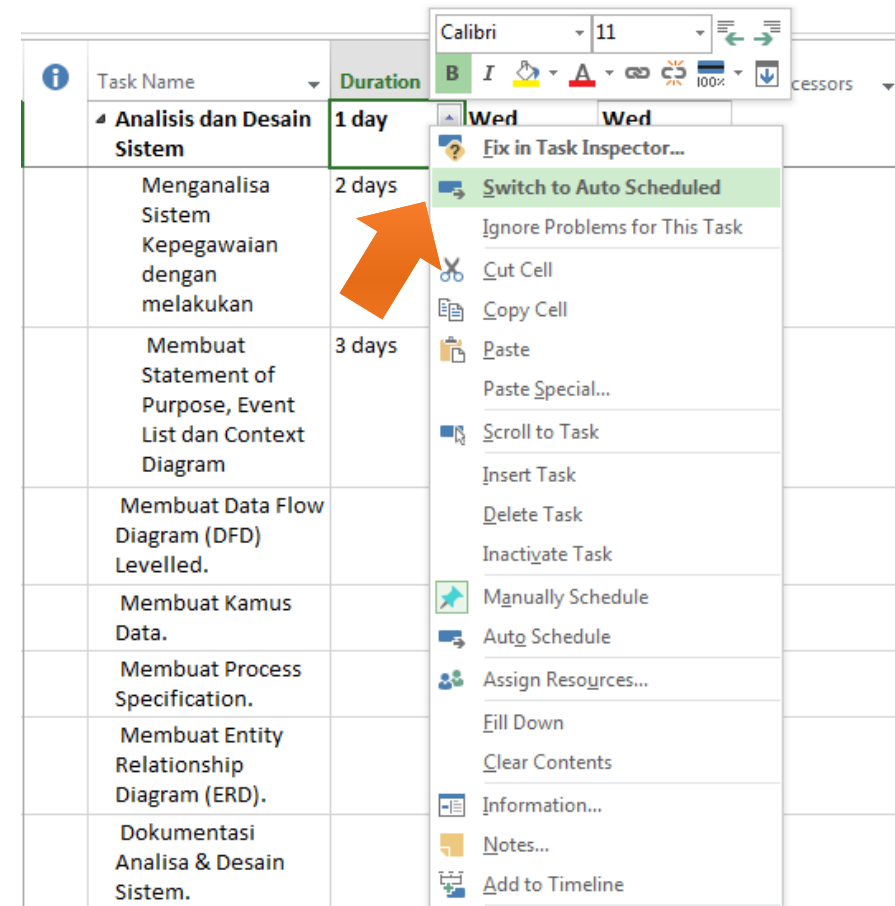 Calibri 11
B I A 100%
Task Name Duration cessors
Analisis dan Desain
Sistem
1 day
Wed Wed
Menganalisa
Sistem
Kepegawaian
dengan
melakukan
2 days
Membuat
Statement of
Purpose, Event
List dan Context
Diagram
3 days
Membuat Data Flow
Diagram (DFD)
Levelled.
Membuat Kamus
Data.
Membuat Process
Specification.
Membuat Entity
Relationship
Diagram (ERD).
Dokumentasi
Analisa & Desain
Sistem.
Fix in Task Inspector...
Switch to Auto Scheduled
Ignore Problems for This Task
Cut Cell
Copy Cell
Paste
Paste Special...
Scroll to Task
Insert Task
Delete Task
Inactivate Task
Manually Schedule
Auto Schedule
Assign Resources...
Fill Down
Clear Contents
Information...
Notes...
Add to Timeline